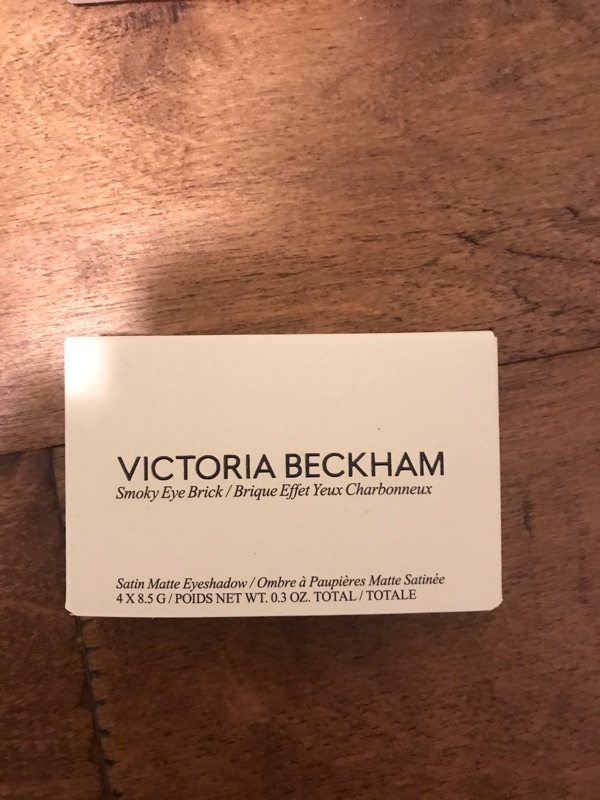 VICTORIA BECKHAM
Smoky Eye Brick / Brique Effet Yeux Charbonneux
Satin Matte Eyeshadow / Ombre à Paupières Matte Satinée
4 X 8.5 G / POIDS NET WT. 0.3 OZ. TOTAL / TOTALE